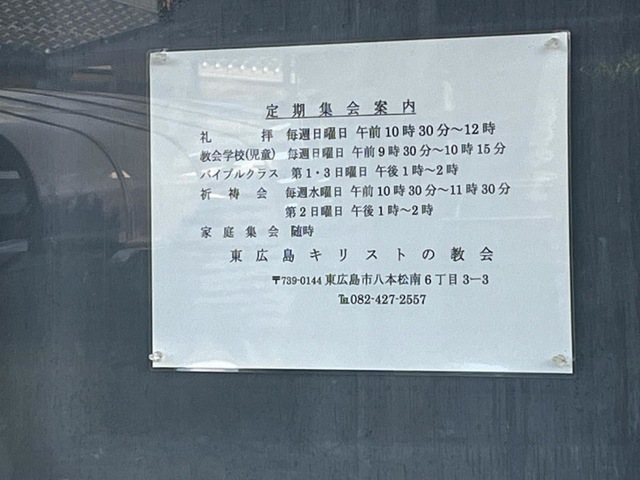 定期集会案内
礼 拝 毎週日曜日 午前10時30分～12時
教会学校(児童) 毎週日曜日 午前9時30分～10時15分
バイブルクラス 第1・3日曜日 午後1時～2時
祈祷会 毎週水曜日 午前10時30分～11時30分
第2日曜日 午後1時～2時
家庭集会 随時
東広島キリストの教会
〒739-0144 東広島市八本松南6丁目3―3
℡082-427-2557